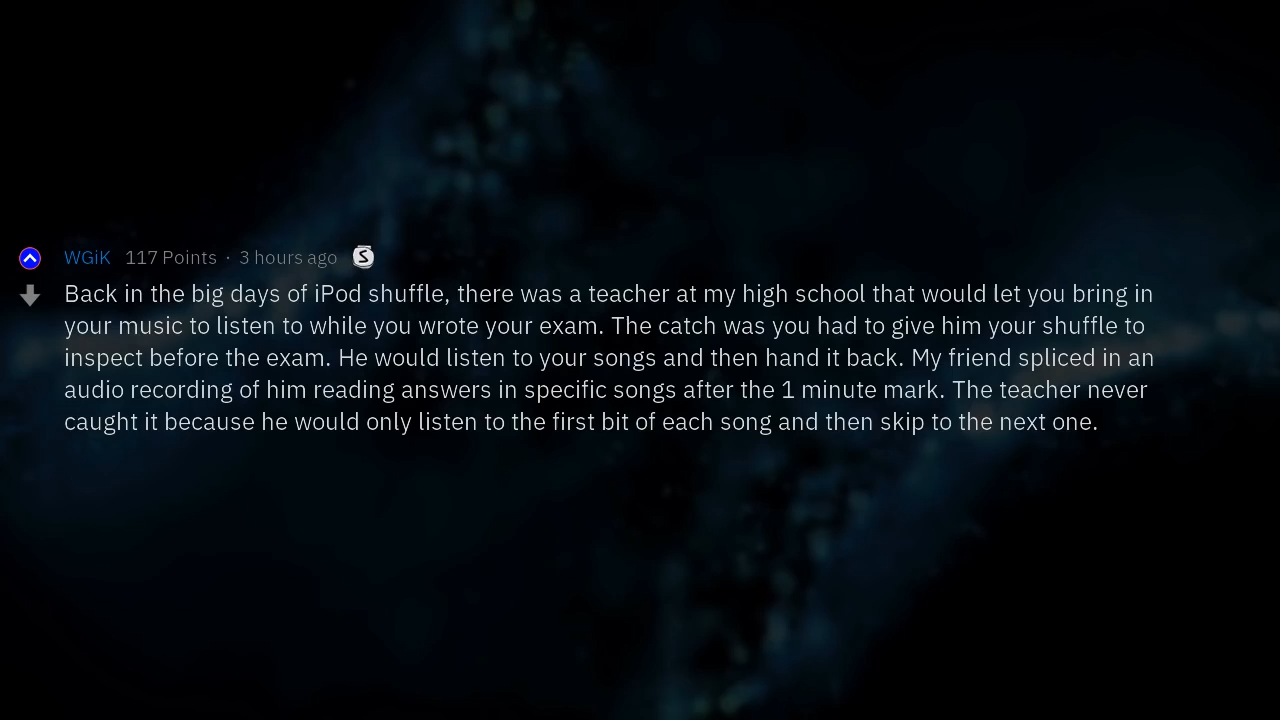 WGiK 117 Points · 3 hours ago S
Back in the big days of iPod shuffle, there was a teacher at my high school that would let you bring in
your music to listen to while you wrote your exam. The catch was you had to give him your shuffle to
inspect before the exam. He would listen to your songs and then hand it back. My friend spliced in an
audio recording of him reading answers in specific songs after the 1 minute mark. The teacher never
caught it because he would only listen to the first bit of each song and then skip to the next one.